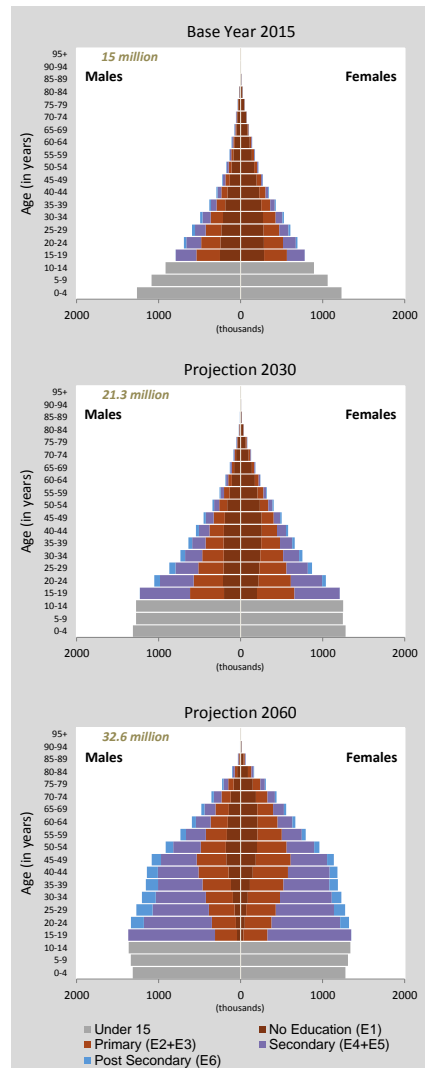 Base Year 2015
15 million
Males
Females
Age (in years)
95+
90-94
85-89
80-84
75-79
70-74
65-69
60-64
55-59
50-54
45-49
40-44
35-39
30-34
25-29
20-24
15-19
10-14
5-9
0-4
2000 1000 0 1000 2000
(thousands)
Projection 2030
21.3 million
Males
Females
Age (in years)
95+
90-94
85-89
80-84
75-79
70-74
65-69
60-64
55-59
50-54
45-49
40-44
35-39
30-34
25-29
20-24
15-19
10-14
5-9
0-4
2000 1000 0 1000 2000
(thousands)
Projection 2060
32.6 million
Males
Females
Age (in years)
95+
90-94
85-89
80-84
75-79
70-74
65-69
60-64
55-59
50-54
45-49
40-44
35-39
30-34
25-29
20-24
15-19
10-14
5-9
0-4
2000 1000 0 1000 2000
(thousands)
Under 15 No Education (E1)
Primary (E2+E3) Secondary (E4+E5)
Post Secondary (E6)